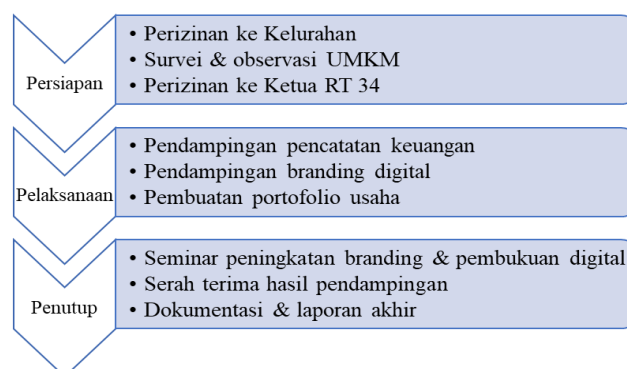 Persiapan
• Perizinan ke Kelurahan
• Survei & observasi UMKM
• Perizinan ke Ketua RT 34
Pelaksanaan
• Pendampingan pencatatan keuangan
• Pendampingan branding digital
• Pembuatan portofolio usaha
Penutup
• Seminar peningkatan branding & pembukuan digital
• Serah terima hasil pendampingan
• Dokumentasi & laporan akhir